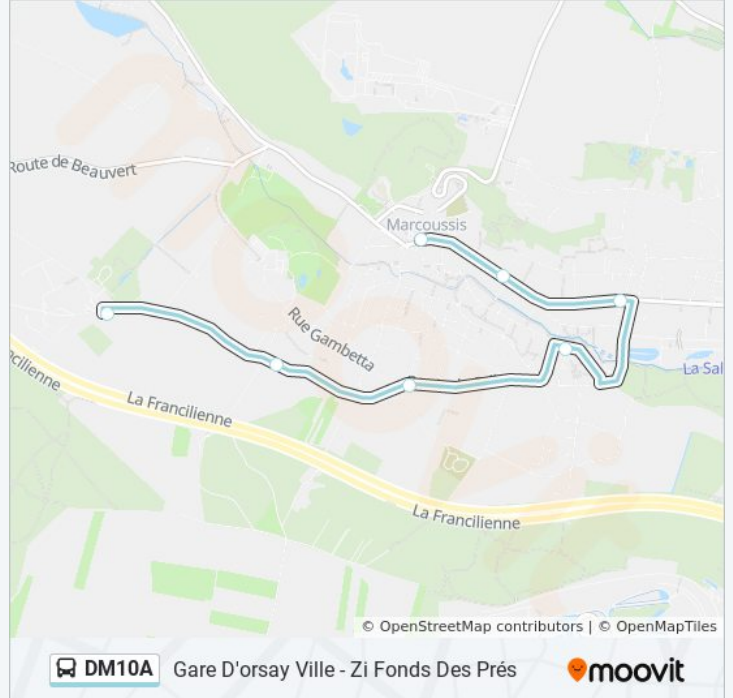 Route de Beauvert
Marcoussis
Rue Gambetta
La Sal
ncilienne
La Francilienne
La Francilienne
© OpenStreetMap contributors | © OpenMapTiles
DM10A Gare D'orsay Ville - Zi Fonds Des Prés moovit